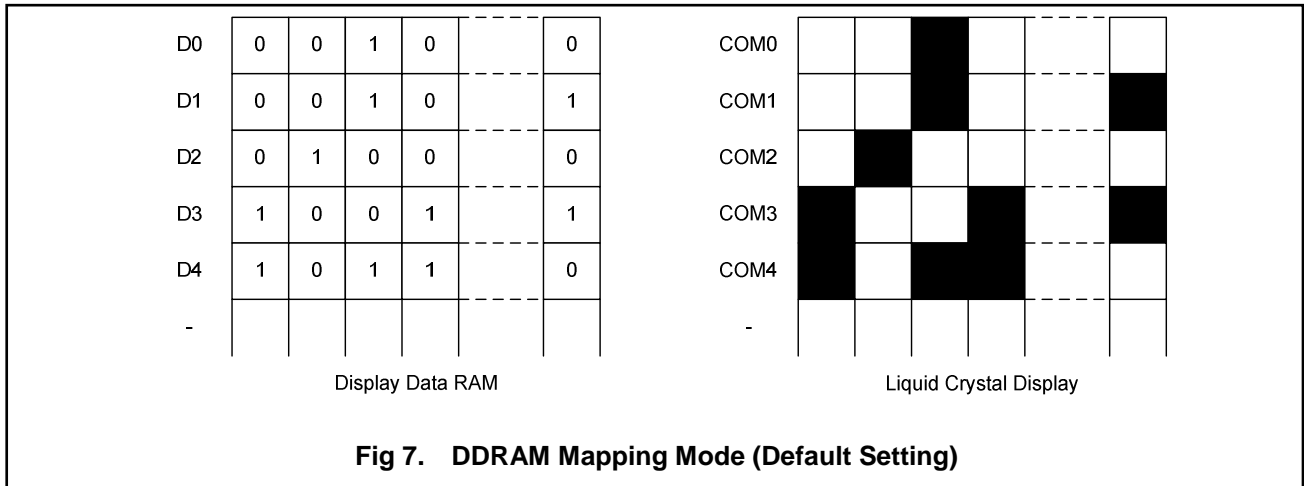 D0 0 0 1 0 0 COM0
D1 0 0 1 0 1 COM1
D2 0 1 0 0 0 COM2
D3 1 0 0 1 1 COM3
D4 1 0 1 1 0 COM4
- -
Display Data RAM Liquid Crystal Display
Fig 7. DDRAM Mapping Mode (Default Setting)